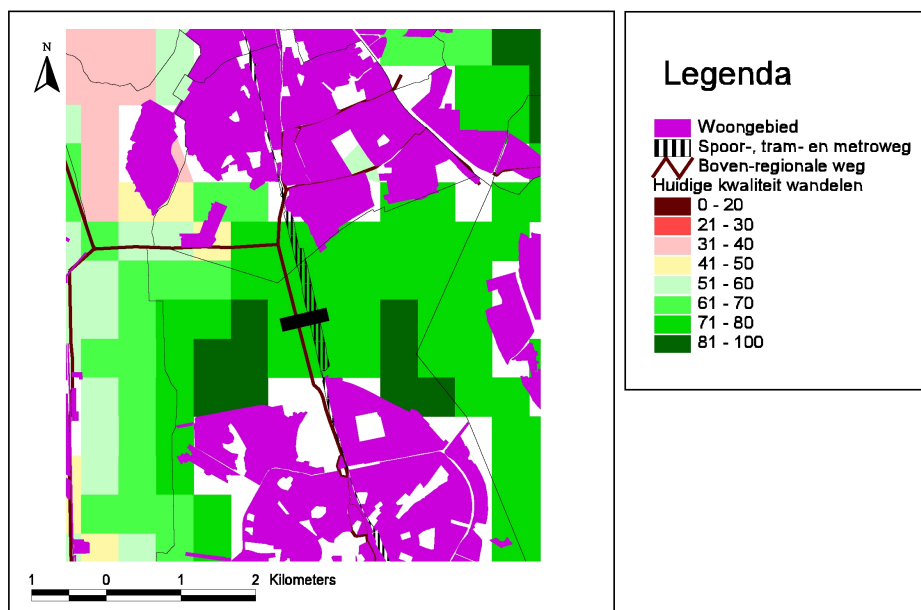 N
1 0 1 2 Kilometers
Legenda
Woongebied
Spoor-, tram- en metroweg
Boven-regionale weg
Huidige kwaliteit wandelen
0 - 20
21 - 30
31 - 40
41 - 50
51 - 60
61 - 70
71 - 80
81 - 100